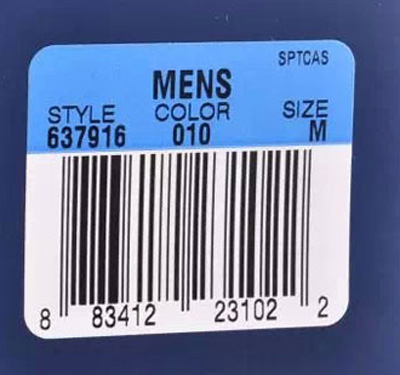 SPTCAS
MENS
STYLE COLOR SIZE
637916 010 M
8 83412 23102 2